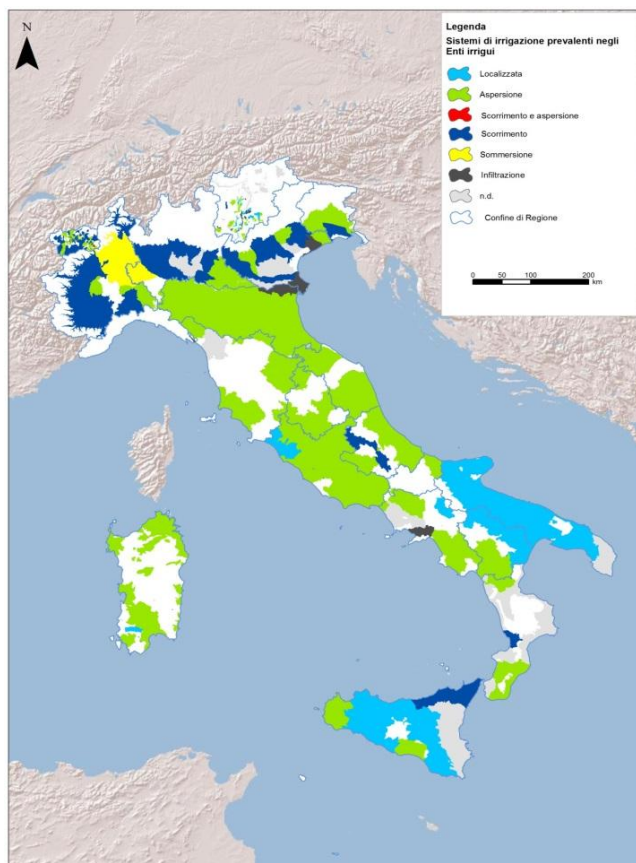 N
Legenda
Sistemi di irrigazione prevalenti negli
Enti irrigui
Localizzata
Aspersione
Scorrimento e aspersione
Scorrimento
Sommersione
Infiltrazione
n.d.
Confine di Regione
0 50 100 200
km